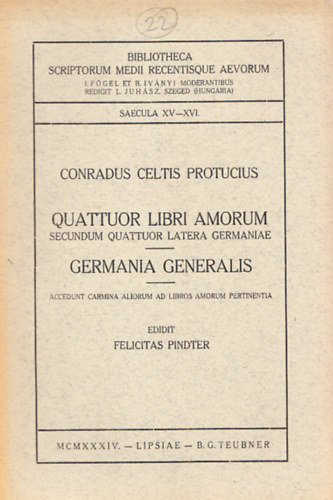 22
BIBLIOTHECA
SCRIPTORUM MEDII RECENTISQUE AEVORUM
I. FÓGEL ET B. IVÁNYI MODERANTIBUS
REDIGIT L. JUHÁSZ, SZEGED (HUNGARIA)
SAECULA XV—XVI.
CONRADUS CELTIS PROTUCIUS
QUATTUOR LIBRI AMORUM
SECUNDUM QUATTUOR LATERA GERMANIAE
GERMANIA GENERALIS
ACCEDUNT CARMINA ALIORUM AD LIBROS AMORUM PERTINENTIA
EDIDIT
FELICITAS PINDTER
MCMXXXIV. — LIPSIAE — B. G. TEUBNER